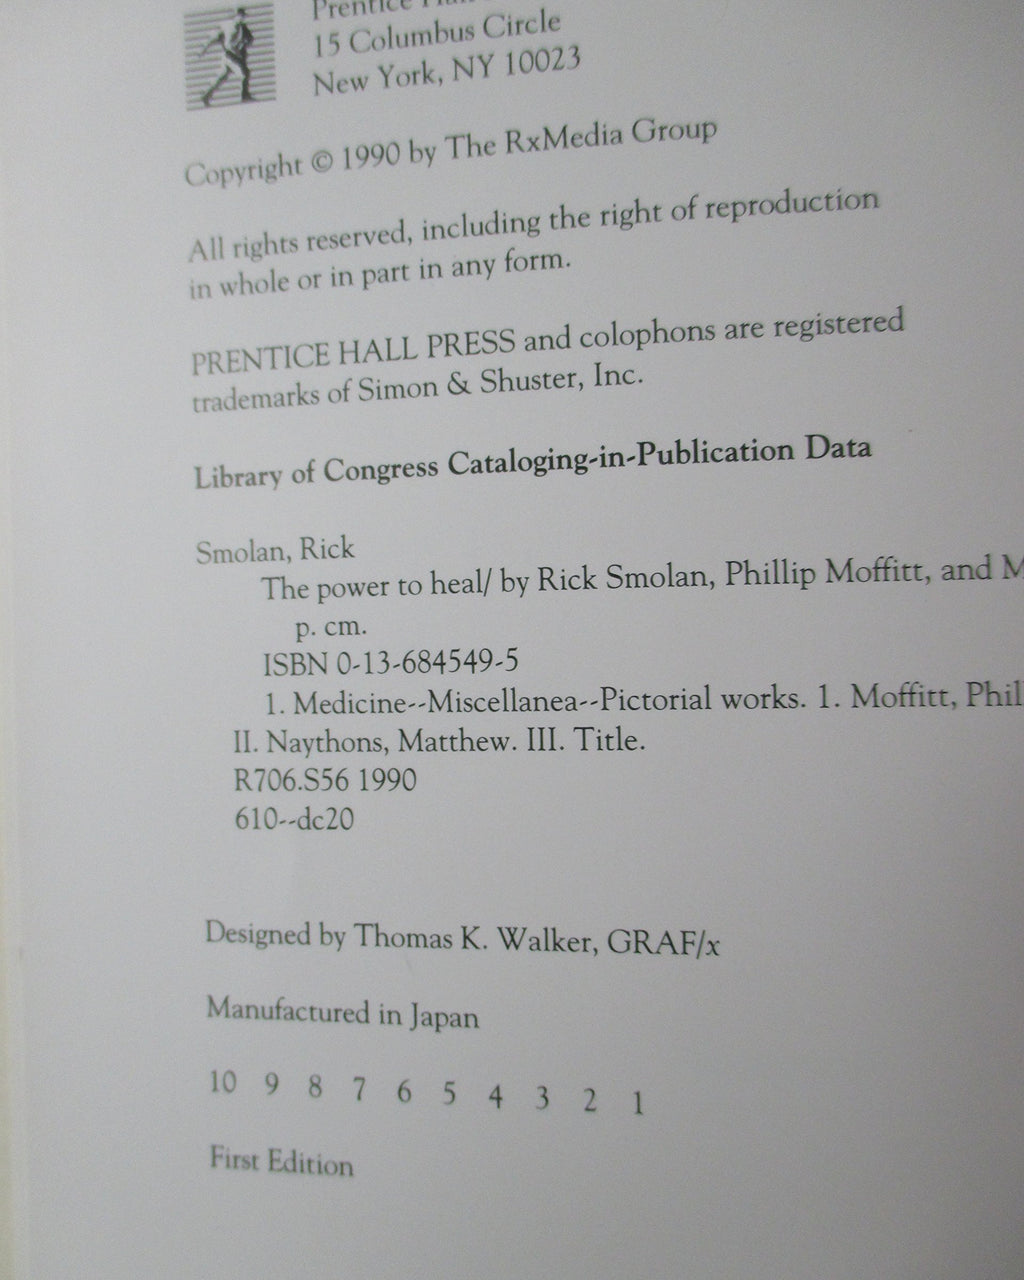 Prentice Hall
15 Columbus Circle
New York, NY 10023
Copyright © 1990 by The RxMedia Group
All rights reserved, including the right of reproduction
in whole or in part in any form.
PRENTICE HALL PRESS and colophons are registered
trademarks of Simon & Shuster, Inc.
Library of Congress Cataloging-in-Publication Data
Smolan, Rick
The power to heal/ by Rick Smolan, Phillip Moffitt, and M
p. cm.
ISBN 0-13-684549-5
1. Medicine--Miscellanea--Pictorial works. 1. Moffitt, Phil
II. Naythons, Matthew. III. Title.
R706.S56 1990
610--dc20
Designed by Thomas K. Walker, GRAF/x
Manufactured in Japan
10 9 8 7 6 5 4 3 2 1
First Edition